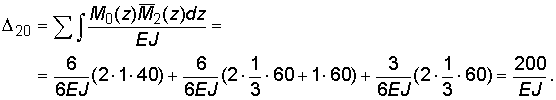 Δ₂₀ = ∑ ∫ M₀(z)M̅₂(z)dz / EJ =
= 6/6EJ (2 · 1 · 40) + 6/6EJ (2 · 1/3 · 60 + 1 · 60) + 3/6EJ (2 · 1/3 · 60) = 200/EJ .